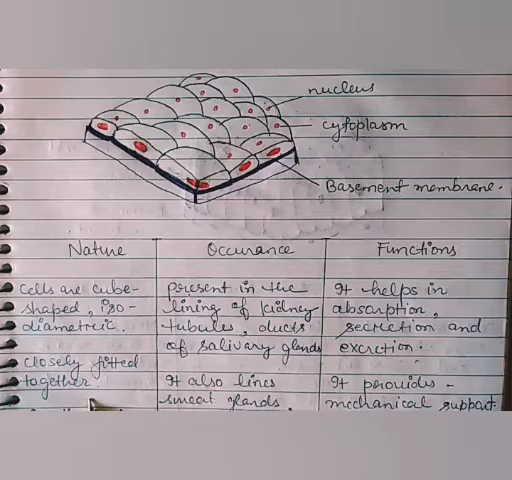 nucleus
cytoplasm
Basement membrane.
Nature
Cells are cube-
shaped, iso-
diametric.
closely fitted
together
Occurance
present in the
lining of kidney
tubules, ducts
of salivary glands
It also lines
sweat glands.
Functions
It helps in
absorption,
secretion and
excretion.
It provides -
mechanical support.